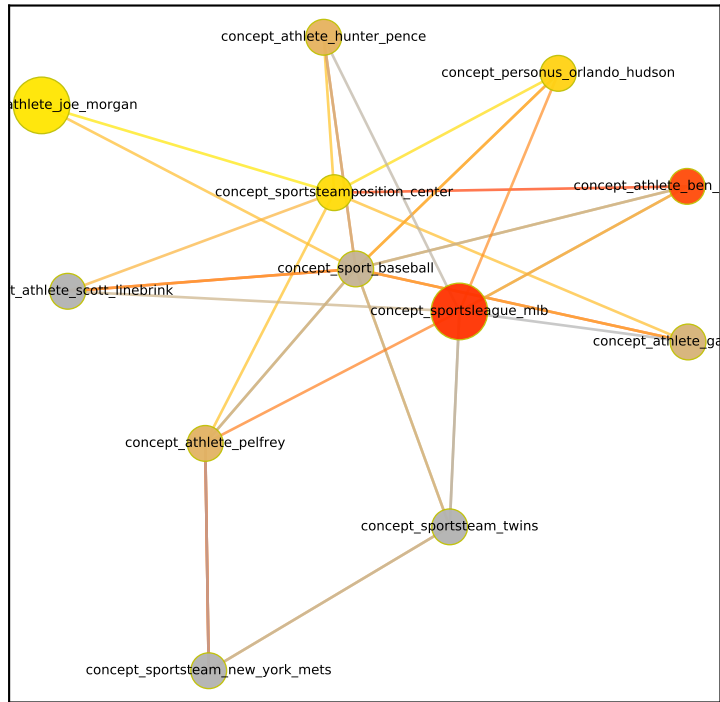 concept_athlete_hunter_pence
concept_personus_orlando_hudson
athlete_joe_morgan
concept_athlete_ben_
concept_sportsteamposition_center
concept_sport_baseball
t_athlete_scott_linebrink
concept_sportsleague_mlb
concept_athlete_ga
concept_athlete_pelfrey
concept_sportsteam_twins
concept_sportsteam_new_york_mets